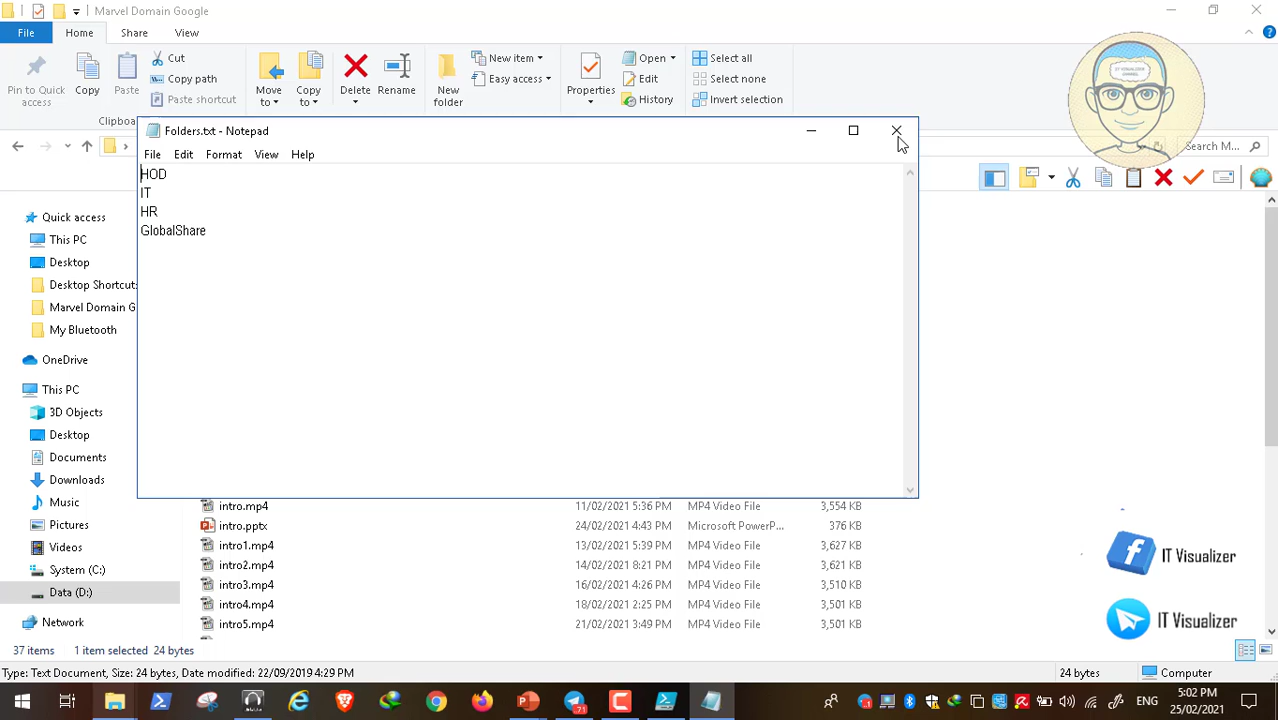 Marvel Domain Google
File
Home
Share
View
Pin to Quick access
Copy
Paste
Cut
Copy path
Paste shortcut
Clipboa
Move to
Copy to
Delete
Rename
New folder
New item
Easy access
Properties
Open
Edit
History
Select all
Select none
Invert selection
IT VISUALIZER CHANNEL
Search M...
Folders.txt - Notepad
File Edit Format View Help
HOD
IT
HR
GlobalShare
Quick access
This PC
Desktop
Desktop Shortcut
Marvel Domain G
My Bluetooth
OneDrive
This PC
3D Objects
Desktop
Documents
Downloads
Music
Pictures
Videos
System (C:)
Data (D:)
Network
intro.mp4 11/02/2021 5:36 PM MP4 Video File 3,554 KB
intro.pptx 24/02/2021 4:43 PM Microsoft PowerP... 376 KB
intro1.mp4 13/02/2021 5:39 PM MP4 Video File 3,627 KB
intro2.mp4 14/02/2021 8:21 PM MP4 Video File 3,621 KB
intro3.mp4 16/02/2021 4:26 PM MP4 Video File 3,510 KB
intro4.mp4 18/02/2021 2:25 PM MP4 Video File 3,501 KB
intro5.mp4 21/02/2021 3:49 PM MP4 Video File 3,501 KB
IT Visualizer
IT Visualizer
37 items 1 item selected 24 bytes
Type: Text Document, Size: 24 bytes, Date modified: 22/09/2019 4:29 PM
24 bytes
Computer
71
ENG
5:02 PM
25/02/2021